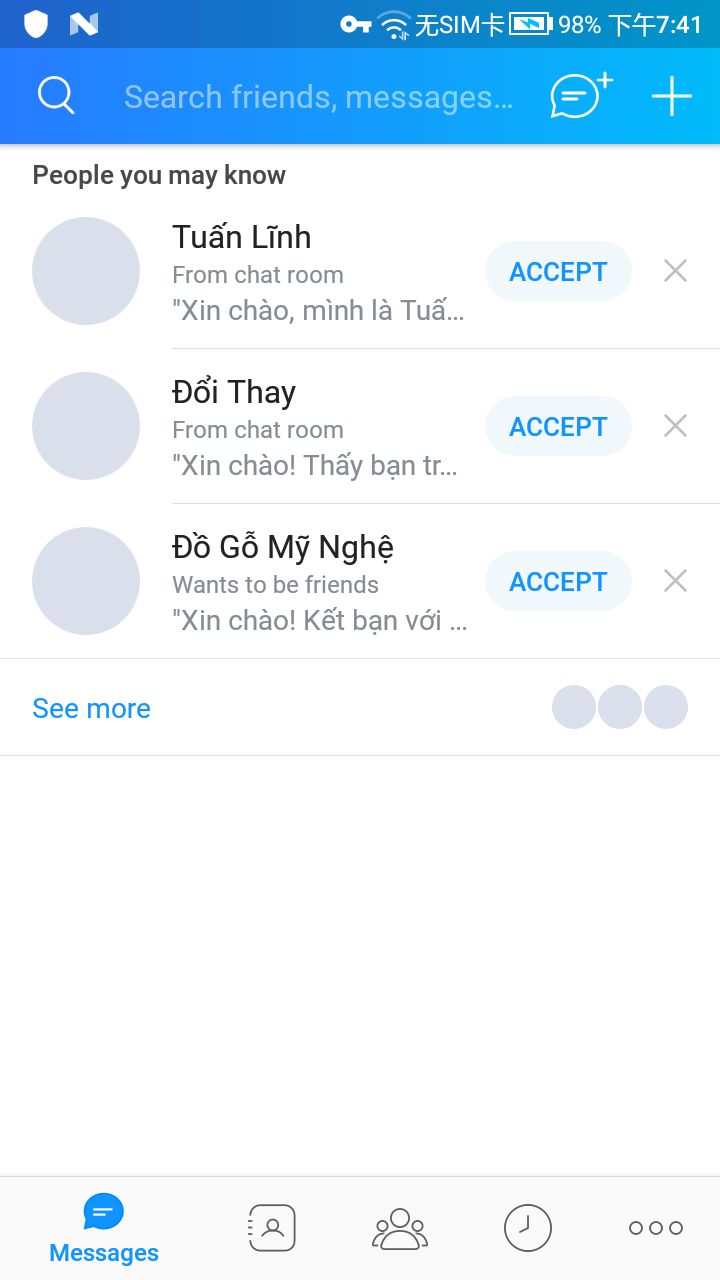 无SIM卡 98% 下午7:41
Search friends, messages...
People you may know
Tuấn Lĩnh
From chat room
"Xin chào, mình là Tuấ...
ACCEPT
Đổi Thay
From chat room
"Xin chào! Thấy bạn tr...
ACCEPT
Đồ Gỗ Mỹ Nghệ
Wants to be friends
"Xin chào! Kết bạn với ...
ACCEPT
See more
Messages